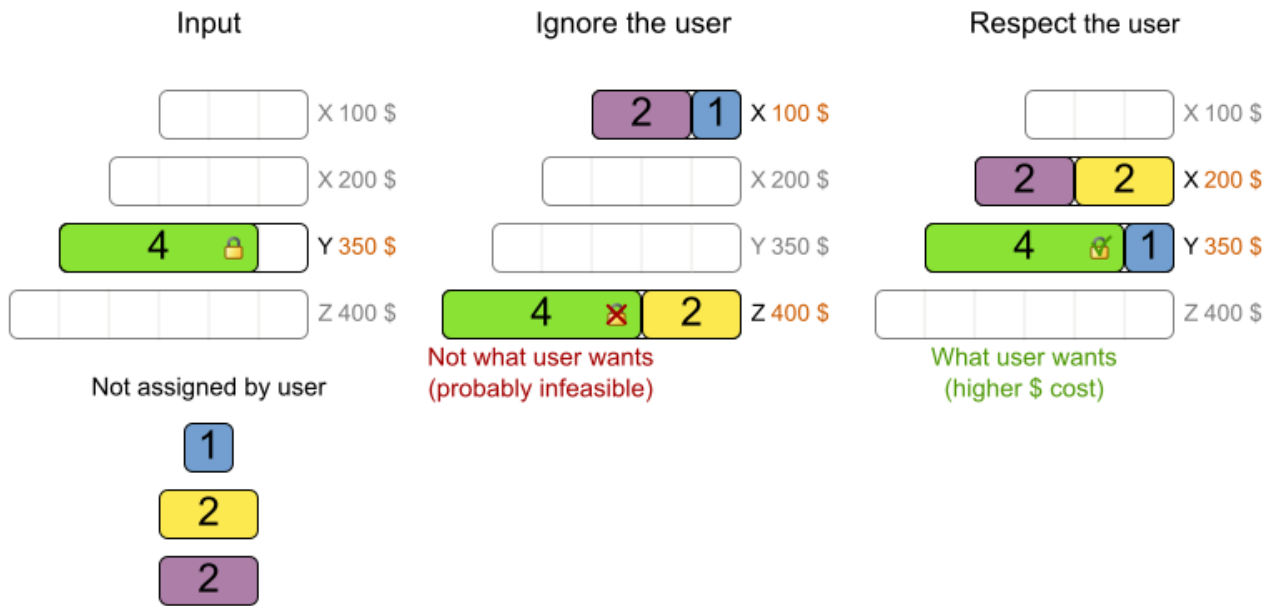 Input
X 100 $
X 200 $
4
Y 350 $
Z 400 $
Not assigned by user
1
2
2
Ignore the user
2 1 X 100 $
X 200 $
Y 350 $
4 2 Z 400 $
Not what user wants
(probably infeasible)
Respect the user
X 100 $
2 2 X 200 $
4 1 Y 350 $
Z 400 $
What user wants
(higher $ cost)